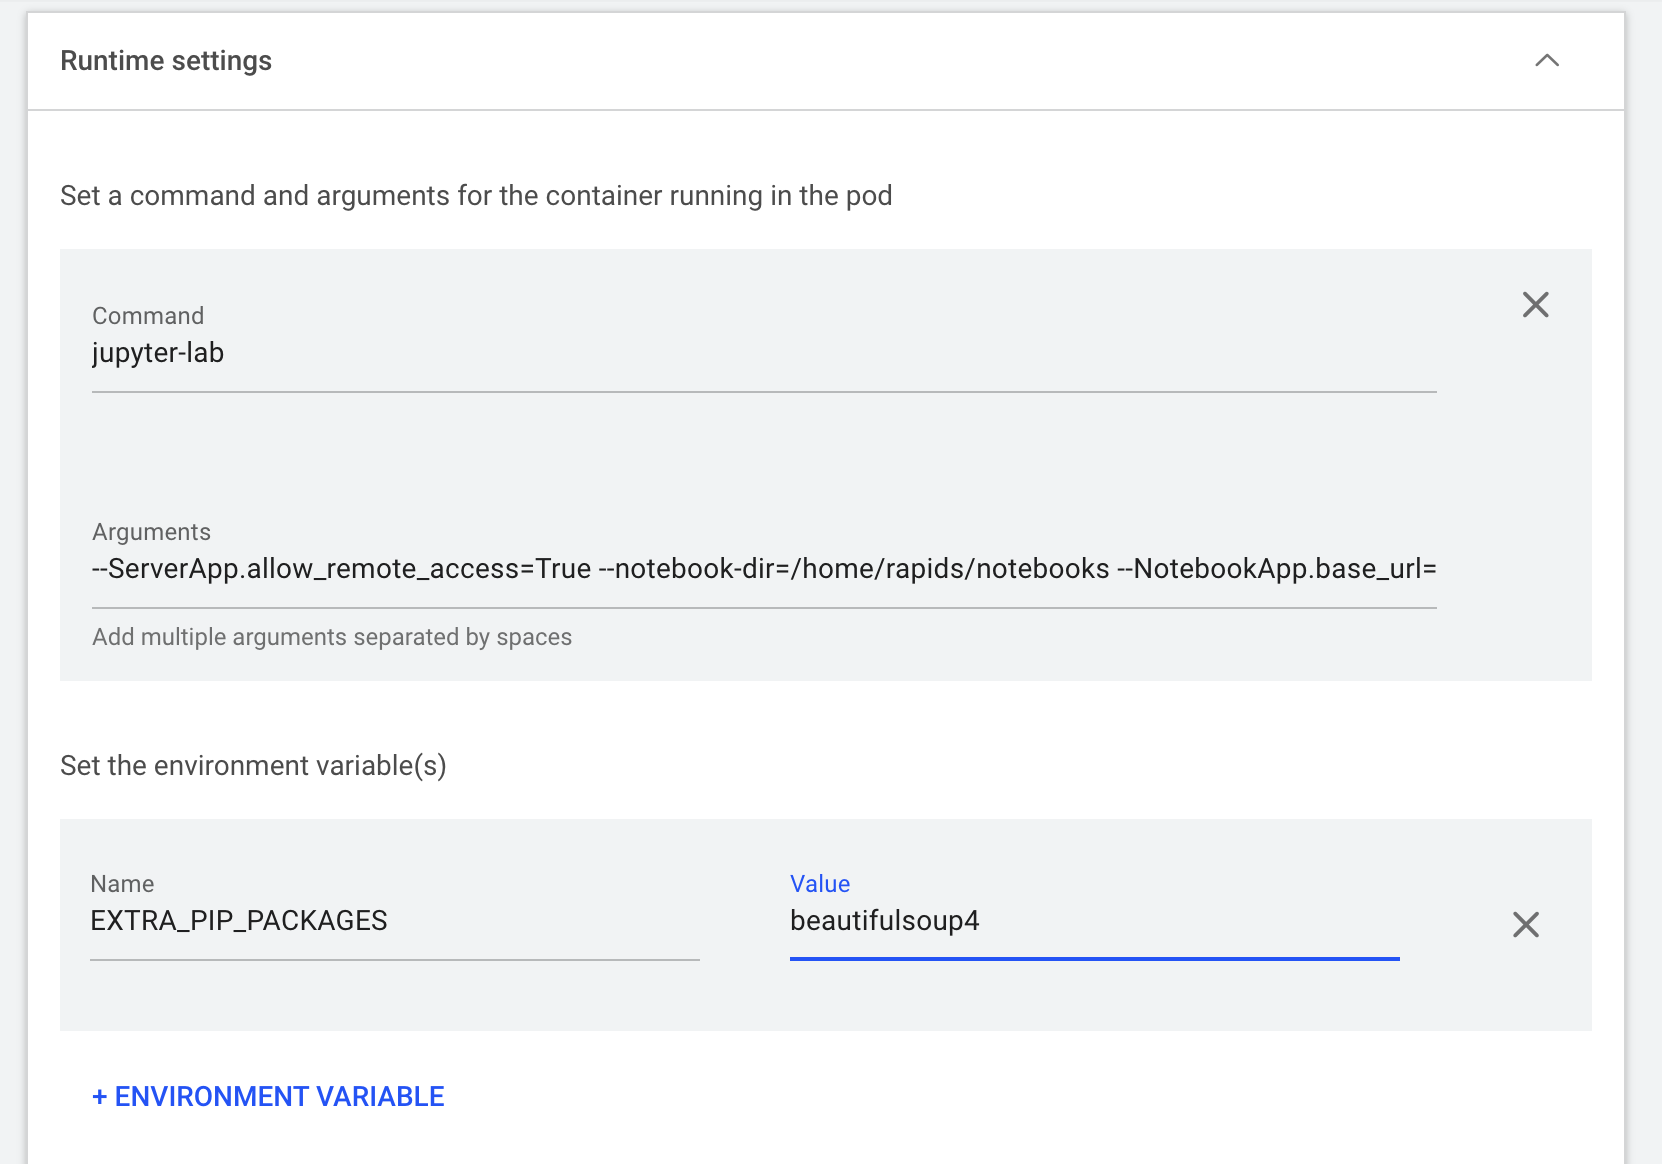 Runtime settings
Set a command and arguments for the container running in the pod
Command
jupyter-lab
Arguments
--ServerApp.allow_remote_access=True --notebook-dir=/home/rapids/notebooks --NotebookApp.base_url=
Add multiple arguments separated by spaces
Set the environment variable(s)
Name
EXTRA_PIP_PACKAGES
Value
beautifulsoup4
+ ENVIRONMENT VARIABLE